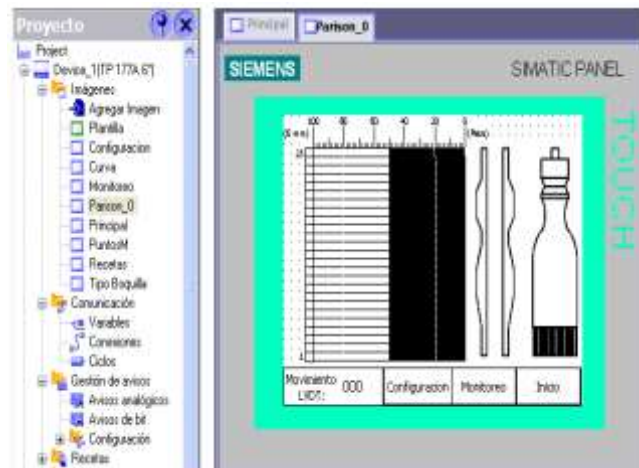 Proyecto
Project
Device_1(TP 177A 6")
Imágenes
Agregar Imagen
Plantilla
Configuracion
Curva
Monitoreo
Parison_0
Principal
PuntosM
Recetas
Tipo Boquilla
Comunicación
Variables
Conexiones
Ciclos
Gestión de avisos
Avisos analógicos
Avisos de bit
Configuración
Recetas
Principal
Parison_0
SIEMENS
SIMATIC PANEL
TOUCH
100 80 60 40 20 0
1
Movimiento
LVDT:
000
Configuracion
Monitoreo
Inicio